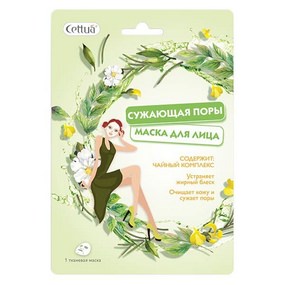 Cettua
СУЖАЮЩАЯ ПОРЫ
МАСКА ДЛЯ ЛИЦА
СОДЕРЖИТ:
ЧАЙНЫЙ КОМПЛЕКС
Устраняет
жирный блеск
Очищает кожу и
сужает поры
1 тканевая маска